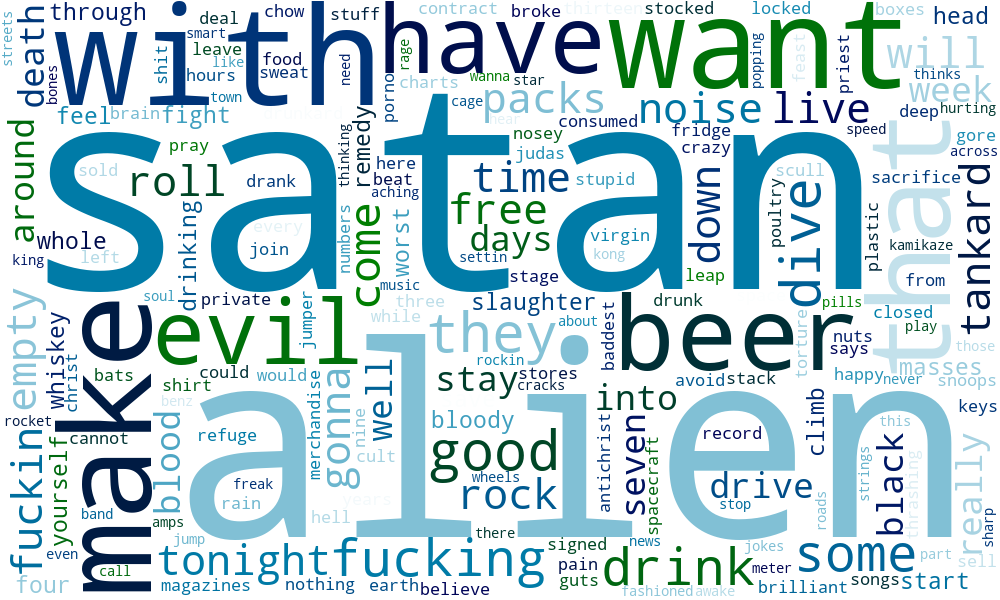 streets
through
deal
chow
stuff
contract
broke
thirteen
stocked
locked
boxes
head
death
with
smart
leave
like
food
have
want
priest
will
shit
hours
sweat
need
rage
wanna
star
popping
feast
thinks
week
bones
town
porno
charts
cage
packs
noise
live
deep
hurting
feel
brain
fight
consumed
speed
gore
around
satan
pray
thinking
remedy
here
nosey
judas
fridge
crazy
that
across
sold
roll
drank
beat
aching
time
stupid
scull
sacrifice
drinking
every
come
worst
free
down
poultry
dive
tankard
whole
join
numbers
days
virgin
plastic
kamikaze
left
king
settin
kong
music
stage
leap
from
empty
soul
private
jumper
three
slaughter
drunk
pills
closed
make
evil
while
they
about
baddest
beer
play
whiskey
christ
rockin
torture
nuts
says
those
masses
bats
could
would
well
stay
stores
cracks
avoid
stack
happy
never
snoops
shirt
benz
merchandise
gonna
alien
into
rocket
blood
nine
bloody
climb
keys
cannot
refuge
good
record
this
fuckin
yourself
cult
wheels
antichrist
seven
spacecraft
black
really
freak
rock
drive
strings
thrashing
band
amps
rain
years
stop
roads
sharp
hell
there
even
jump
tonight
fucking
signed
news
jokes
some
part
sell
call
pain
drink
meter
four
magazines
nothing
earth
believe
guts
fashioned
awake
brilliant
songs
start